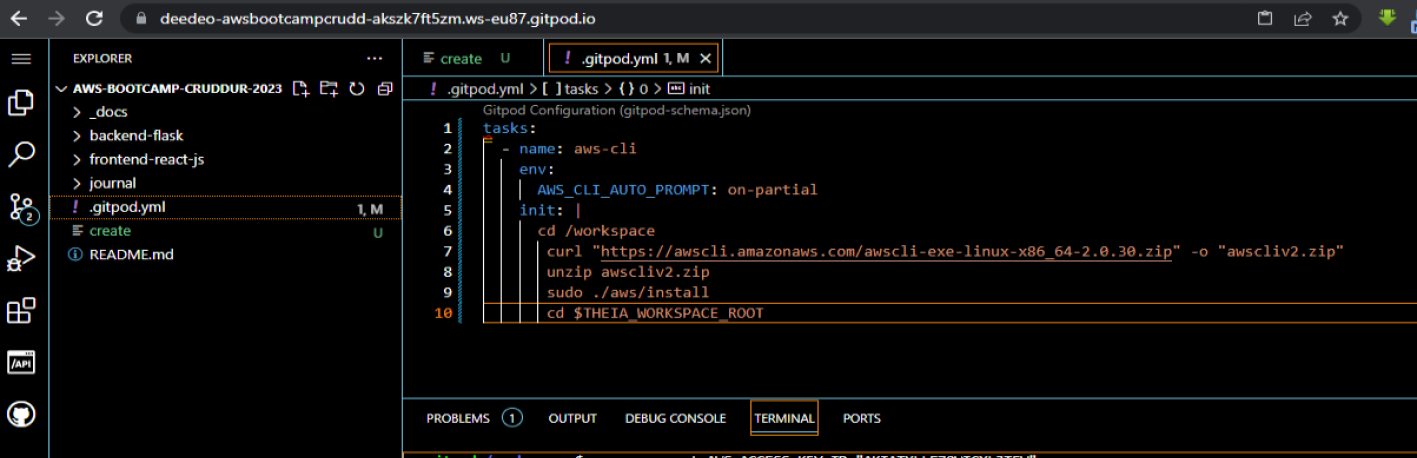 deedeo-awsbootcampcrudd-akszk7ft5zm.ws-eu87.gitpod.io
EXPLORER
AWS-BOOTCAMP-CRUDDUR-2023
_docs
backend-flask
frontend-react-js
journal
! .gitpod.yml 1, M
create U
README.md
2
/API
create U
! .gitpod.yml 1, M
! .gitpod.yml > [ ] tasks > {} 0 > abc init
Gitpod Configuration (gitpod-schema.json)
1 tasks:
2 - name: aws-cli
3 env:
4 AWS_CLI_AUTO_PROMPT: on-partial
5 init: |
6 cd /workspace
7 curl "https://awscli.amazonaws.com/awscli-exe-linux-x86_64-2.0.30.zip" -o "awscliv2.zip"
8 unzip awscliv2.zip
9 sudo ./aws/install
10 cd $THEIA_WORKSPACE_ROOT
PROBLEMS 1 OUTPUT DEBUG CONSOLE TERMINAL PORTS